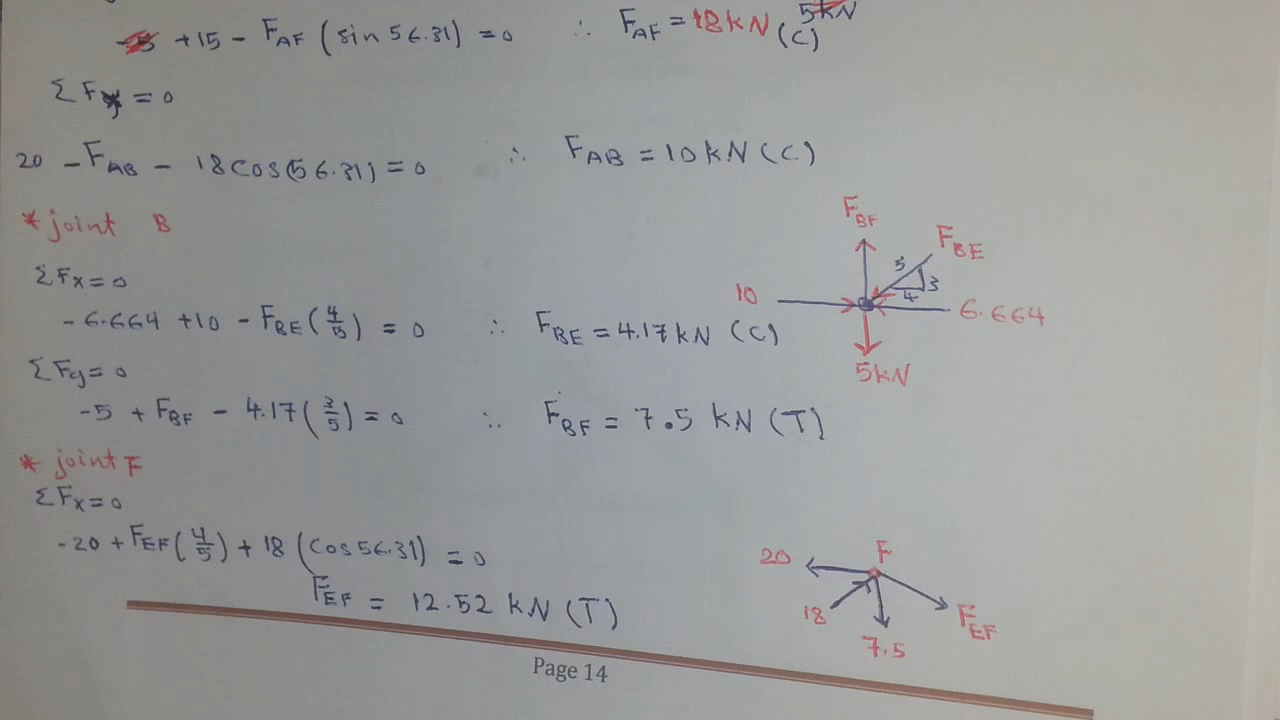 +15 - F_AF (sin 56.31) = 0 ∴ F_AF = 18 kN (C)
5kN
Σ Fy = 0
20 - F_AB - 18 cos(56.31) = 0 ∴ F_AB = 10 kN (C)
* joint B
Σ Fx = 0
-6.664 + 10 - F_BE (4/5) = 0 ∴ F_BE = 4.17 kN (C)
Σ Fy = 0
-5 + F_BF - 4.17 (3/5) = 0 ∴ F_BF = 7.5 kN (T)
F_BF
F_BE
5
3
4
10
6.664
5kN
* joint F
Σ Fx = 0
-20 + F_EF (4/5) + 18 (cos 56.31) = 0
F_EF = 12.52 kN (T)
20
F
18
7.5
F_EF
Page 14